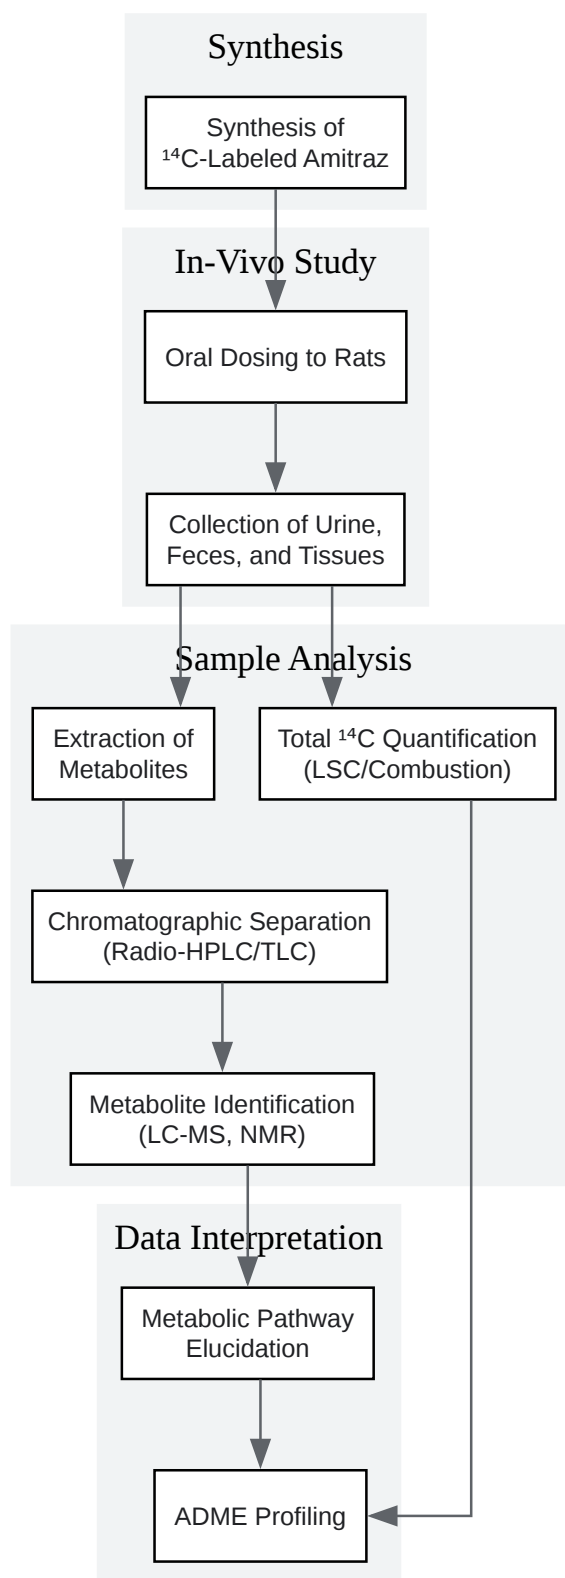 Synthesis
Synthesis of
¹⁴C-Labeled Amitraz
In-Vivo Study
Oral Dosing to Rats
Collection of Urine,
Feces, and Tissues
Sample Analysis
Extraction of
Metabolites
Total ¹⁴C Quantification
(LSC/Combustion)
Chromatographic Separation
(Radio-HPLC/TLC)
Metabolite Identification
(LC-MS, NMR)
Data Interpretation
Metabolic Pathway
Elucidation
ADME Profiling